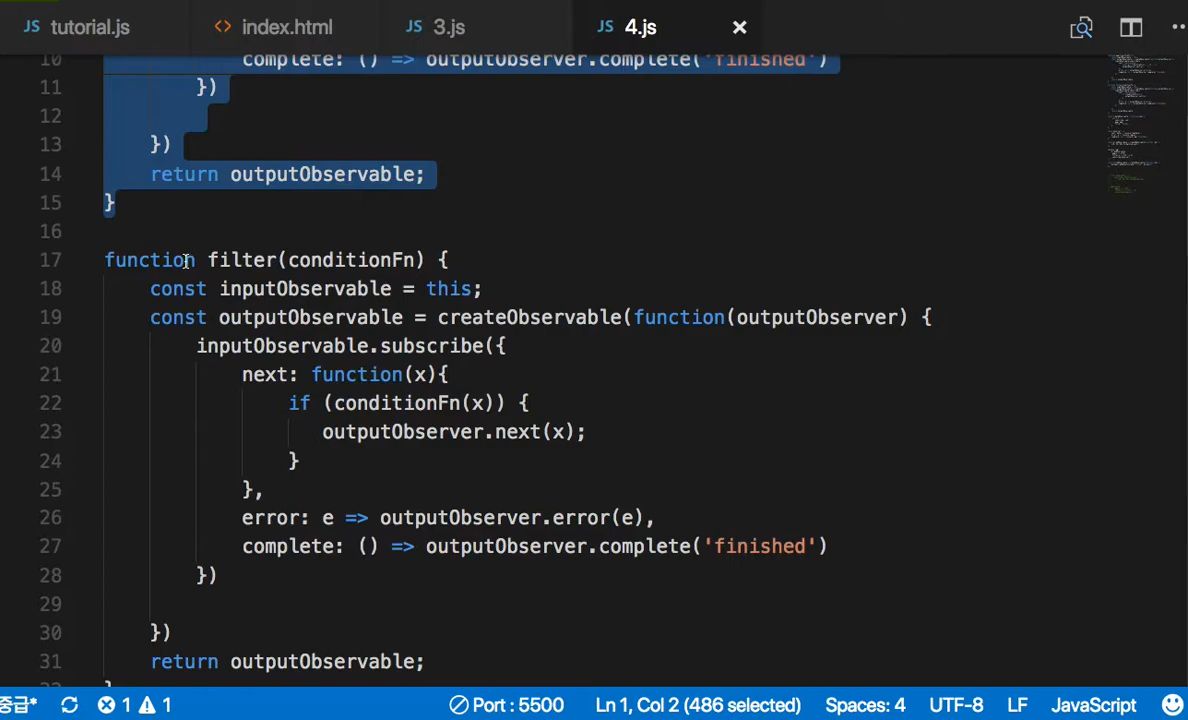 JS tutorial.js <> index.html JS 3.js JS 4.js ×
10 complete: () => outputObserver.complete('finished')
11 })
12
13 })
14 return outputObservable;
15 }
16
17 function filter(conditionFn) {
18 const inputObservable = this;
19 const outputObservable = createObservable(function(outputObserver) {
20 inputObservable.subscribe({
21 next: function(x){
22 if (conditionFn(x)) {
23 outputObserver.next(x);
24 }
25 },
26 error: e => outputObserver.error(e),
27 complete: () => outputObserver.complete('finished')
28 })
29
30 })
31 return outputObservable;
중급* 1 1 Port : 5500 Ln 1, Col 2 (486 selected) Spaces: 4 UTF-8 LF JavaScript